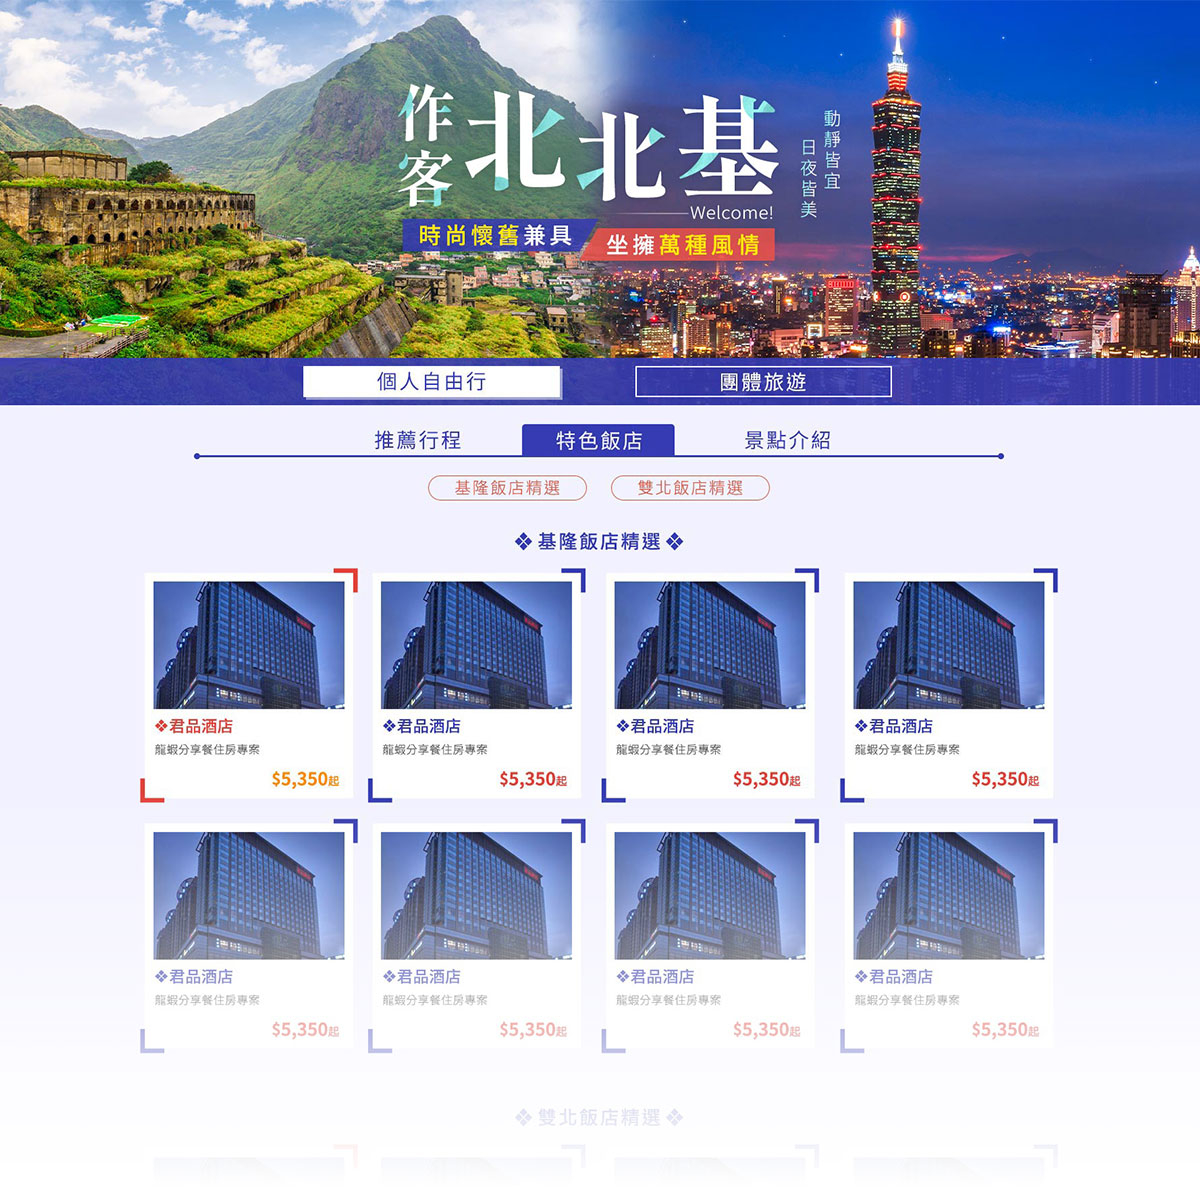 作客北北基
動靜皆宜
日夜皆美
Welcome!
時尚懷舊兼具
坐擁萬種風情
個人自由行
團體旅遊
推薦行程
特色飯店
景點介紹
基隆飯店精選
雙北飯店精選
❖基隆飯店精選❖
❖君品酒店
龍蝦分享餐住房專案
$5,350起
❖君品酒店
龍蝦分享餐住房專案
$5,350起
❖君品酒店
龍蝦分享餐住房專案
$5,350起
❖君品酒店
龍蝦分享餐住房專案
$5,350起
❖君品酒店
龍蝦分享餐住房專案
$5,350起
❖君品酒店
龍蝦分享餐住房專案
$5,350起
❖君品酒店
龍蝦分享餐住房專案
$5,350起
❖君品酒店
龍蝦分享餐住房專案
$5,350起
❖雙北飯店精選❖